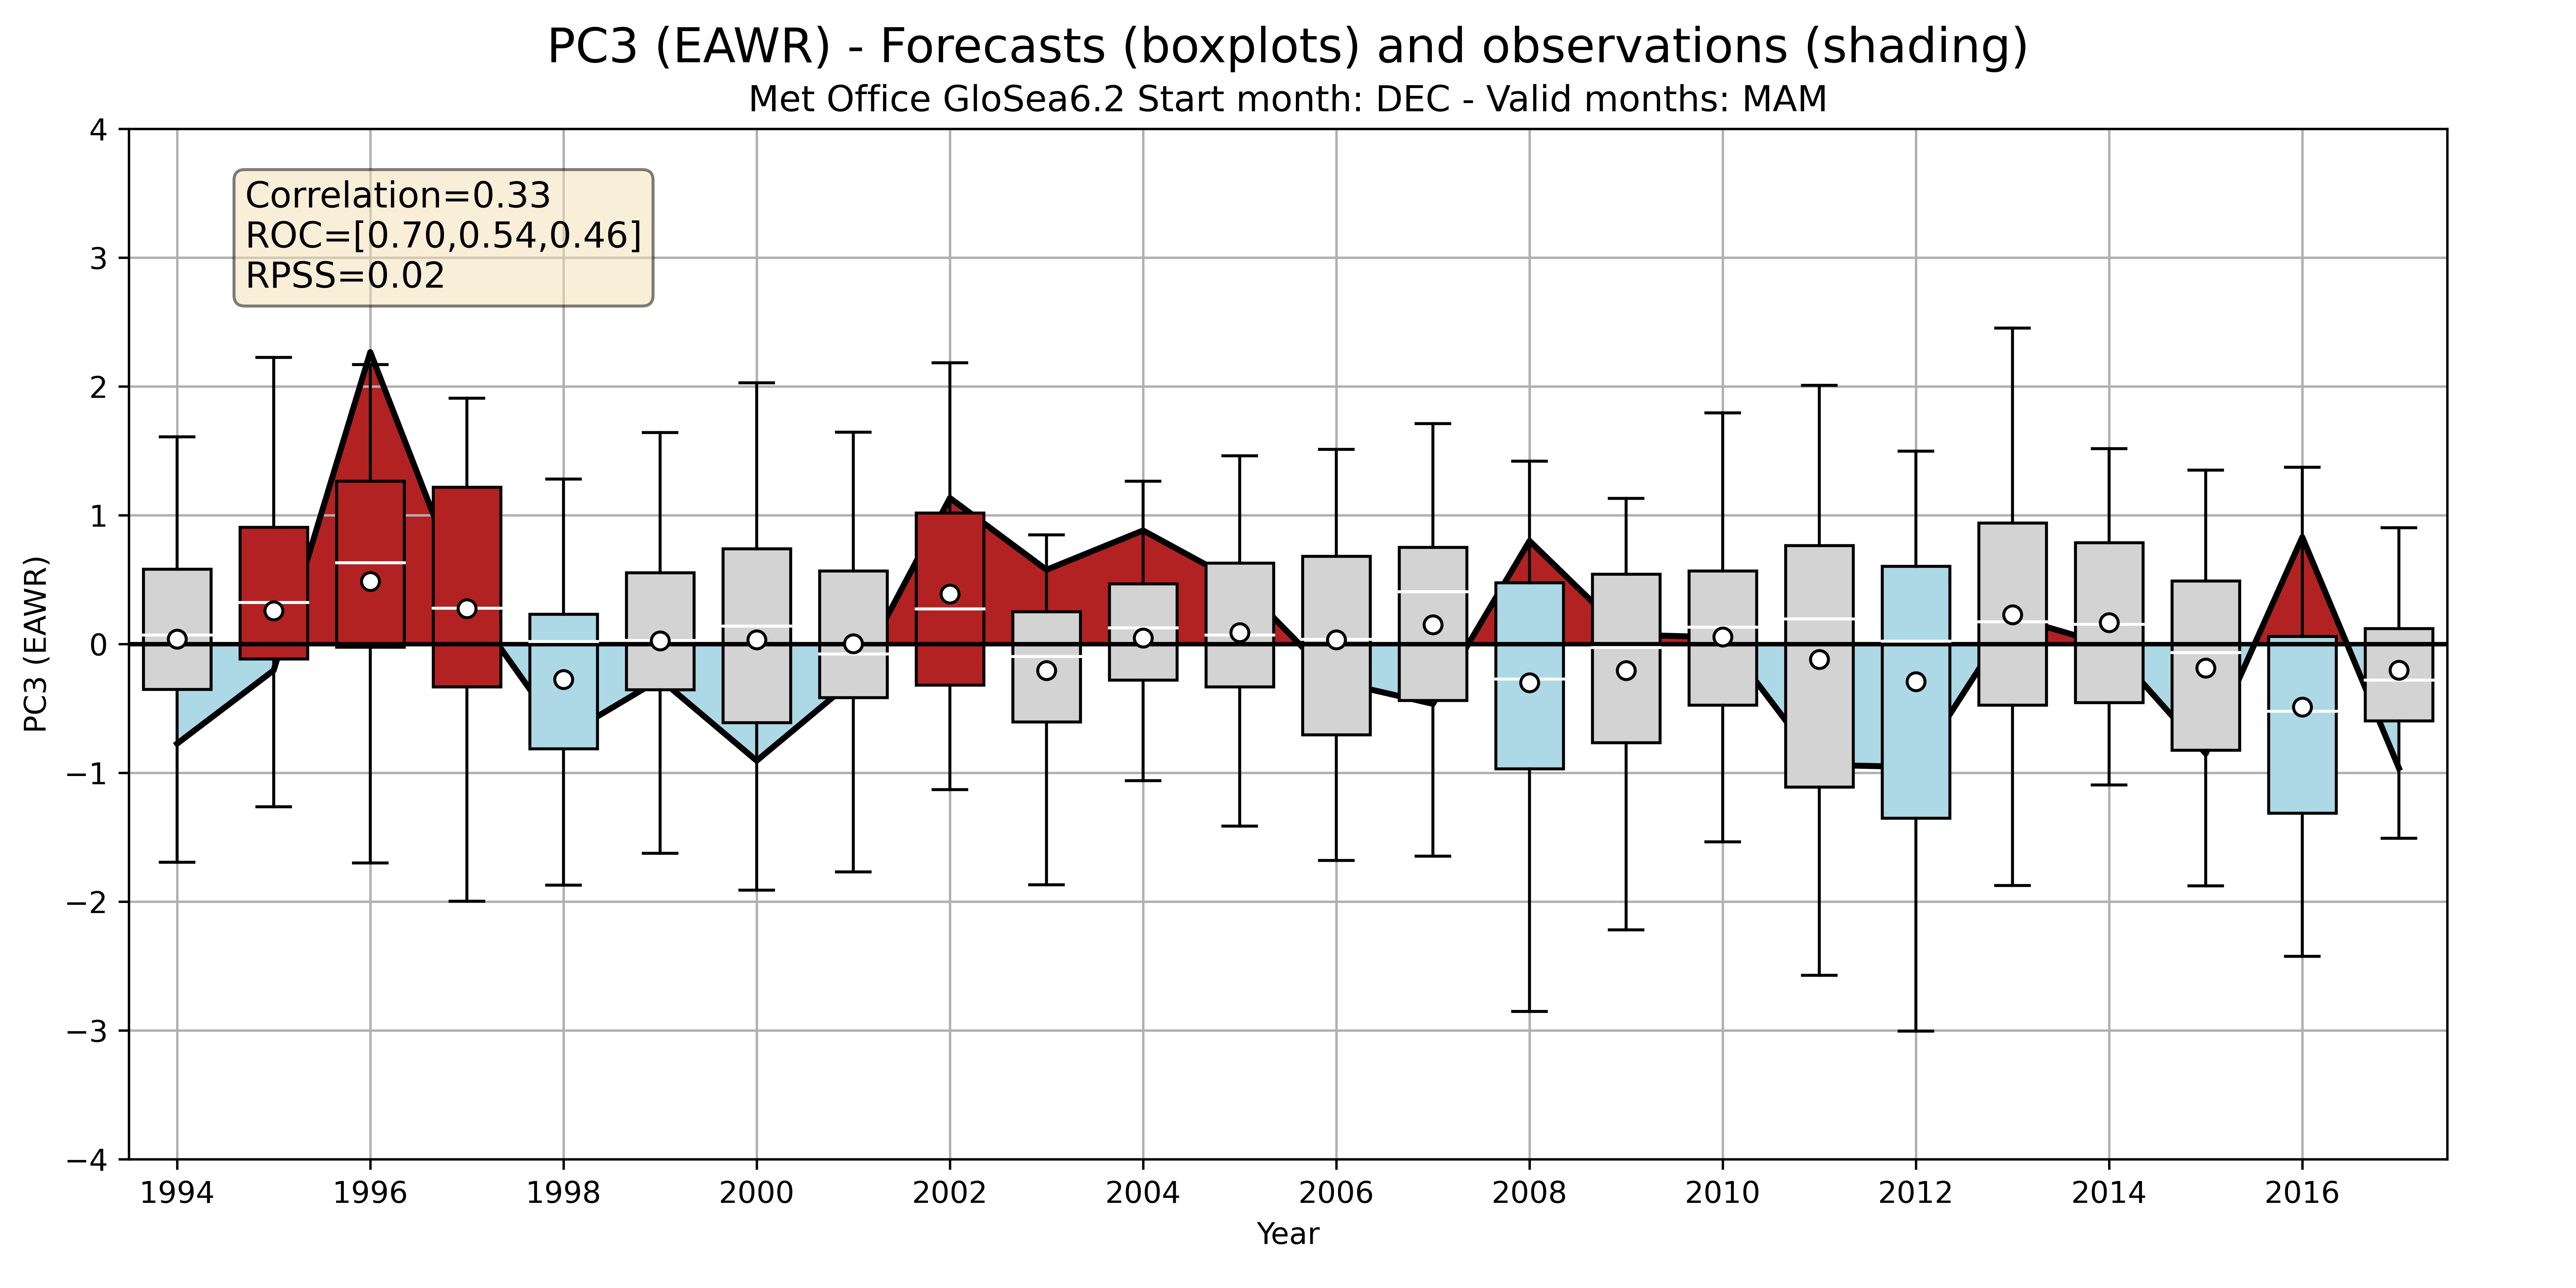 PC3 (EAWR) - Forecasts (boxplots) and observations (shading)
Met Office GloSea6.2 Start month: DEC - Valid months: MAM
Correlation=0.33
ROC=[0.70,0.54,0.46]
RPSS=0.02
PC3 (EAWR)
4
3
2
1
0
−1
−2
−3
−4
1994 1996 1998 2000 2002 2004 2006 2008 2010 2012 2014 2016
Year